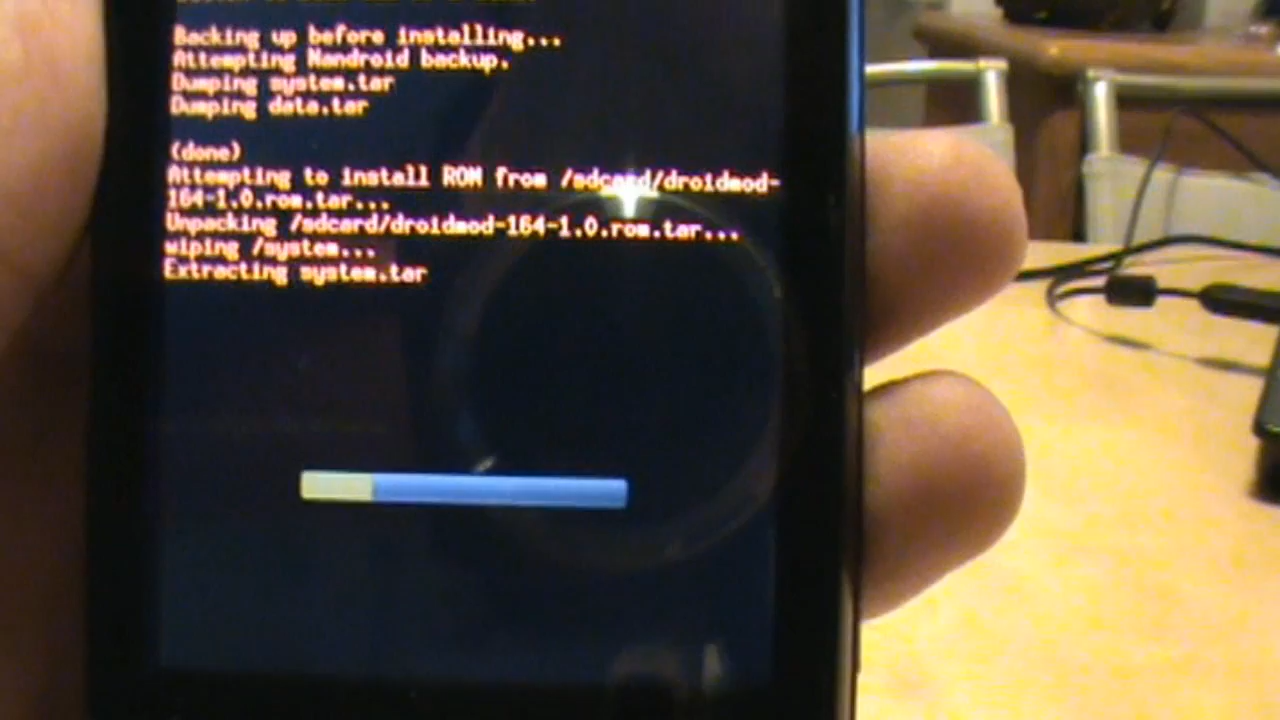 Backing up before installing...
Attempting Nandroid backup.
Dumping system.tar
Dumping data.tar
(done)
Attempting to install ROM from /sdcard/droidmod-
164-1.0.rom.tar...
Unpacking /sdcard/droidmod-164-1.0.rom.tar...
wiping /system...
Extracting system.tar